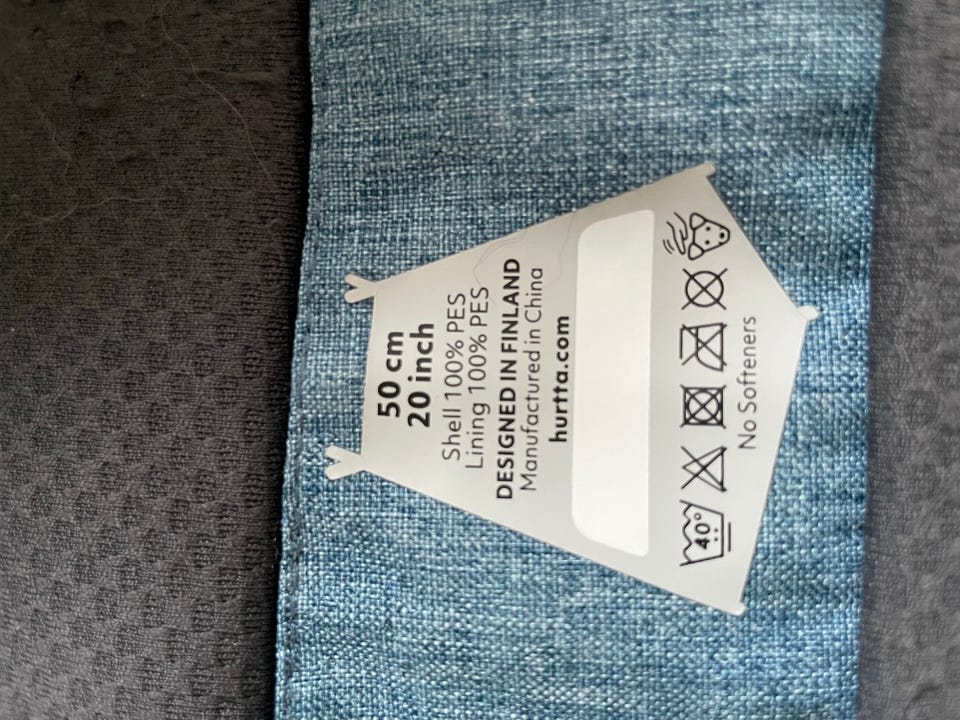 50 cm
20 inch
Shell 100% PES
Lining 100% PES
DESIGNED IN FINLAND
Manufactured in China
hurtta.com
40°
No Softeners